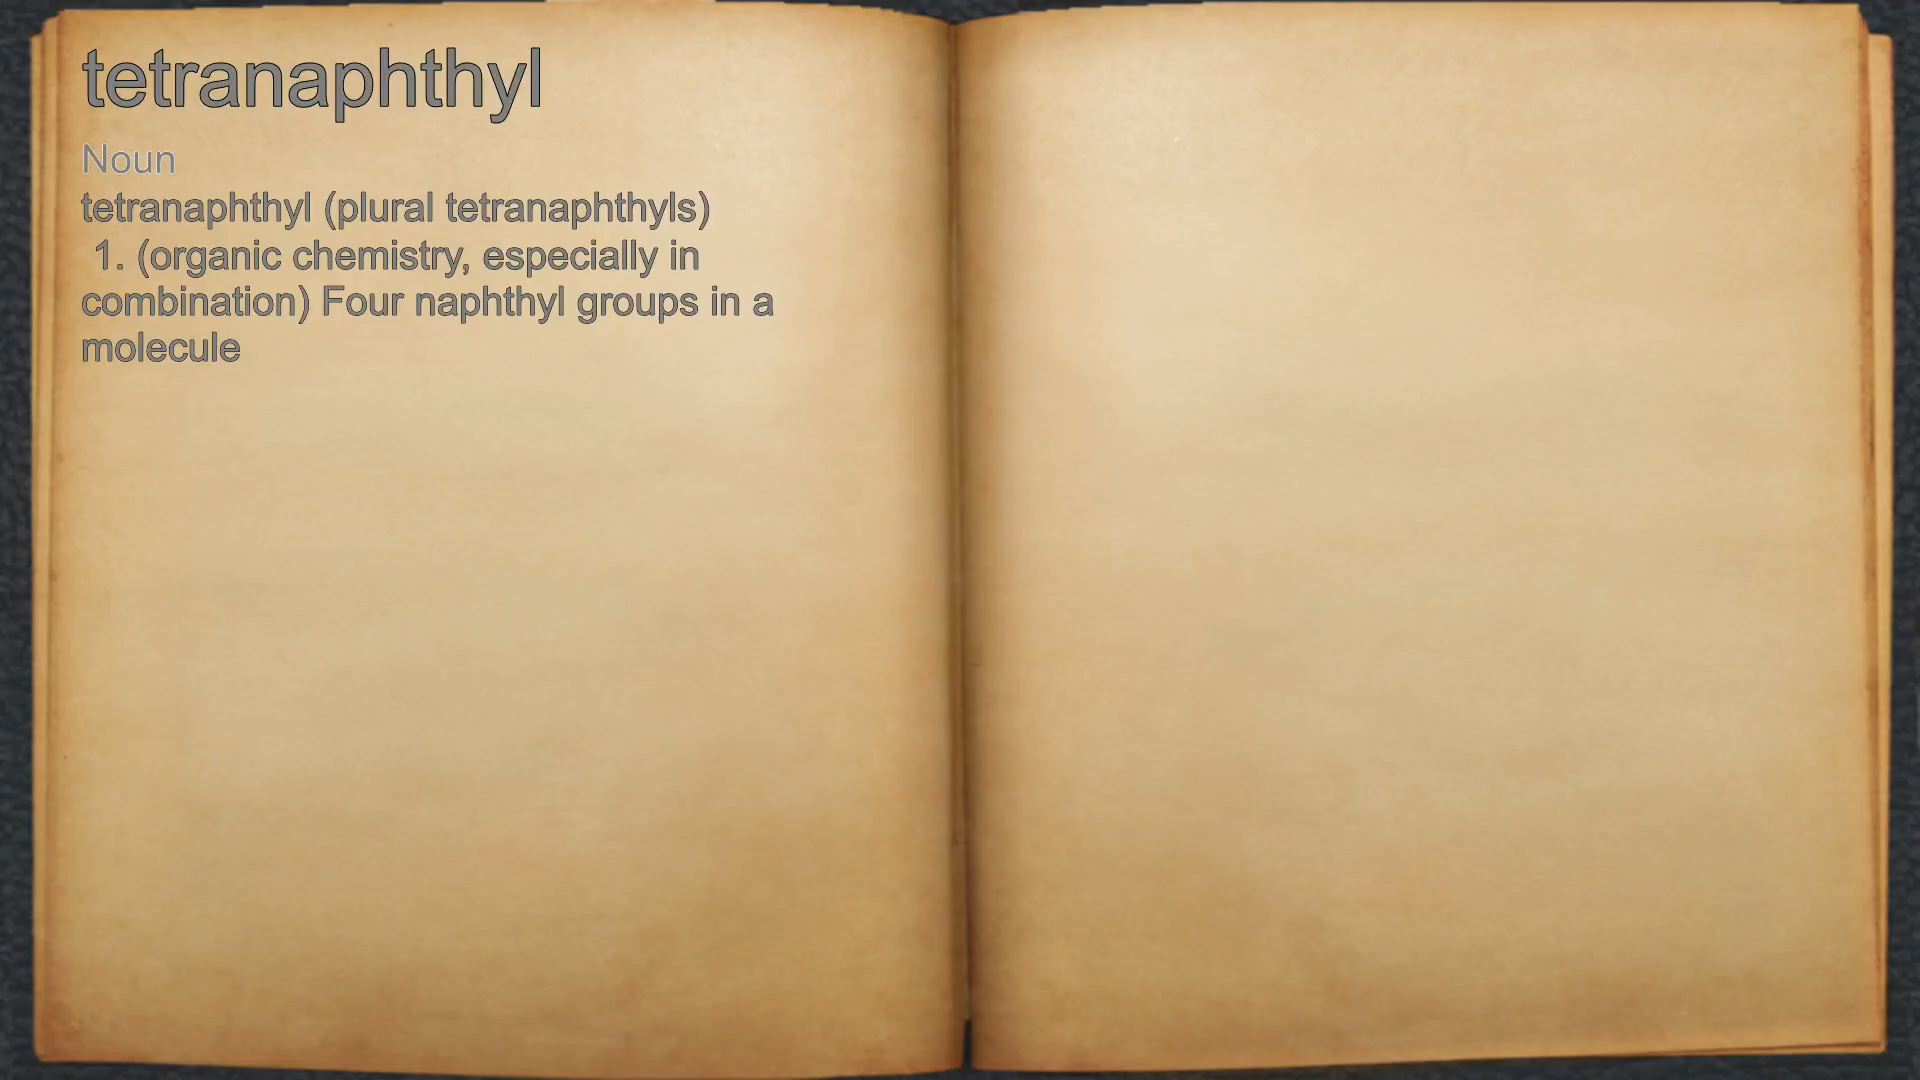 tetranaphthyl
Noun
tetranaphthyl (plural tetranaphthyls)
1. (organic chemistry, especially in
combination) Four naphthyl groups in a
molecule